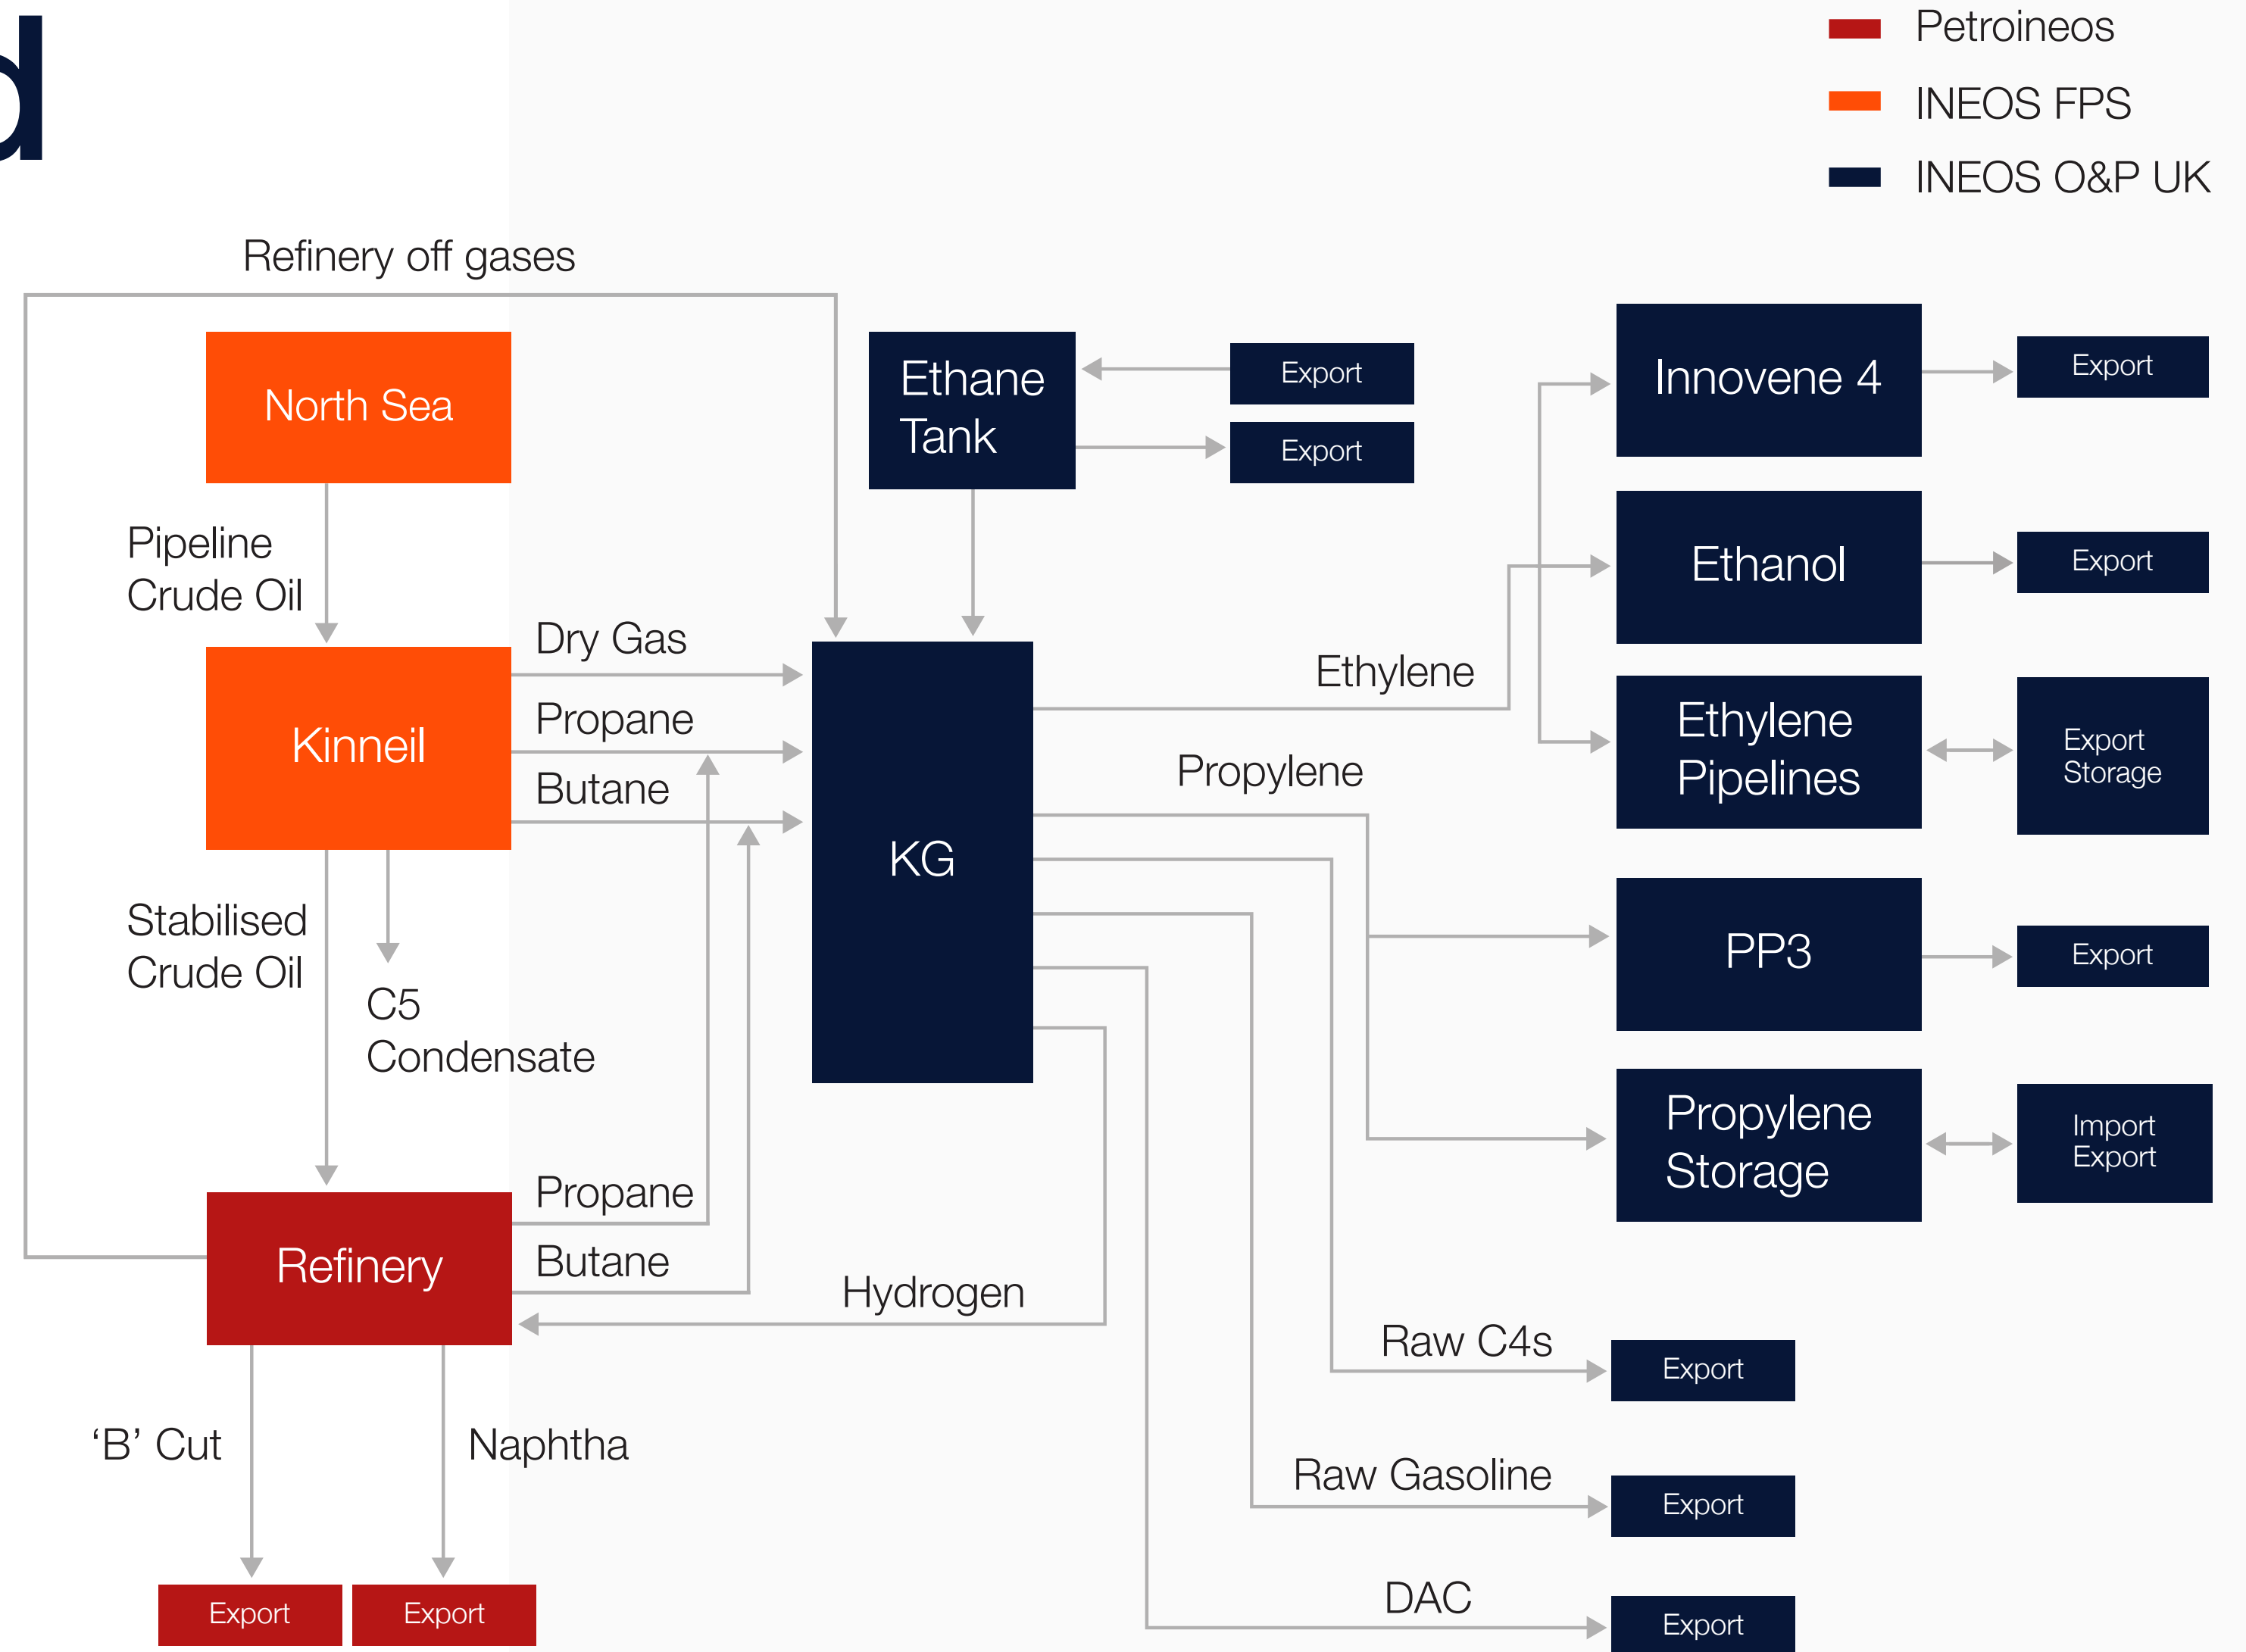 d
Petroineos
INEOS FPS
INEOS O&P UK
Refinery off gases
North Sea
Ethane
Tank
Export
Export
Innovene 4
Export
Pipeline
Crude Oil
Ethanol
Export
Dry Gas
Propane
Butane
Kinneil
KG
Ethylene
Ethylene
Pipelines
Export
Storage
Propylene
Stabilised
Crude Oil
C5
Condensate
PP3
Export
Propylene
Storage
Import
Export
Propane
Butane
Refinery
Hydrogen
Raw C4s
Export
‘B’ Cut
Naphtha
Raw Gasoline
Export
DAC
Export
Export
Export